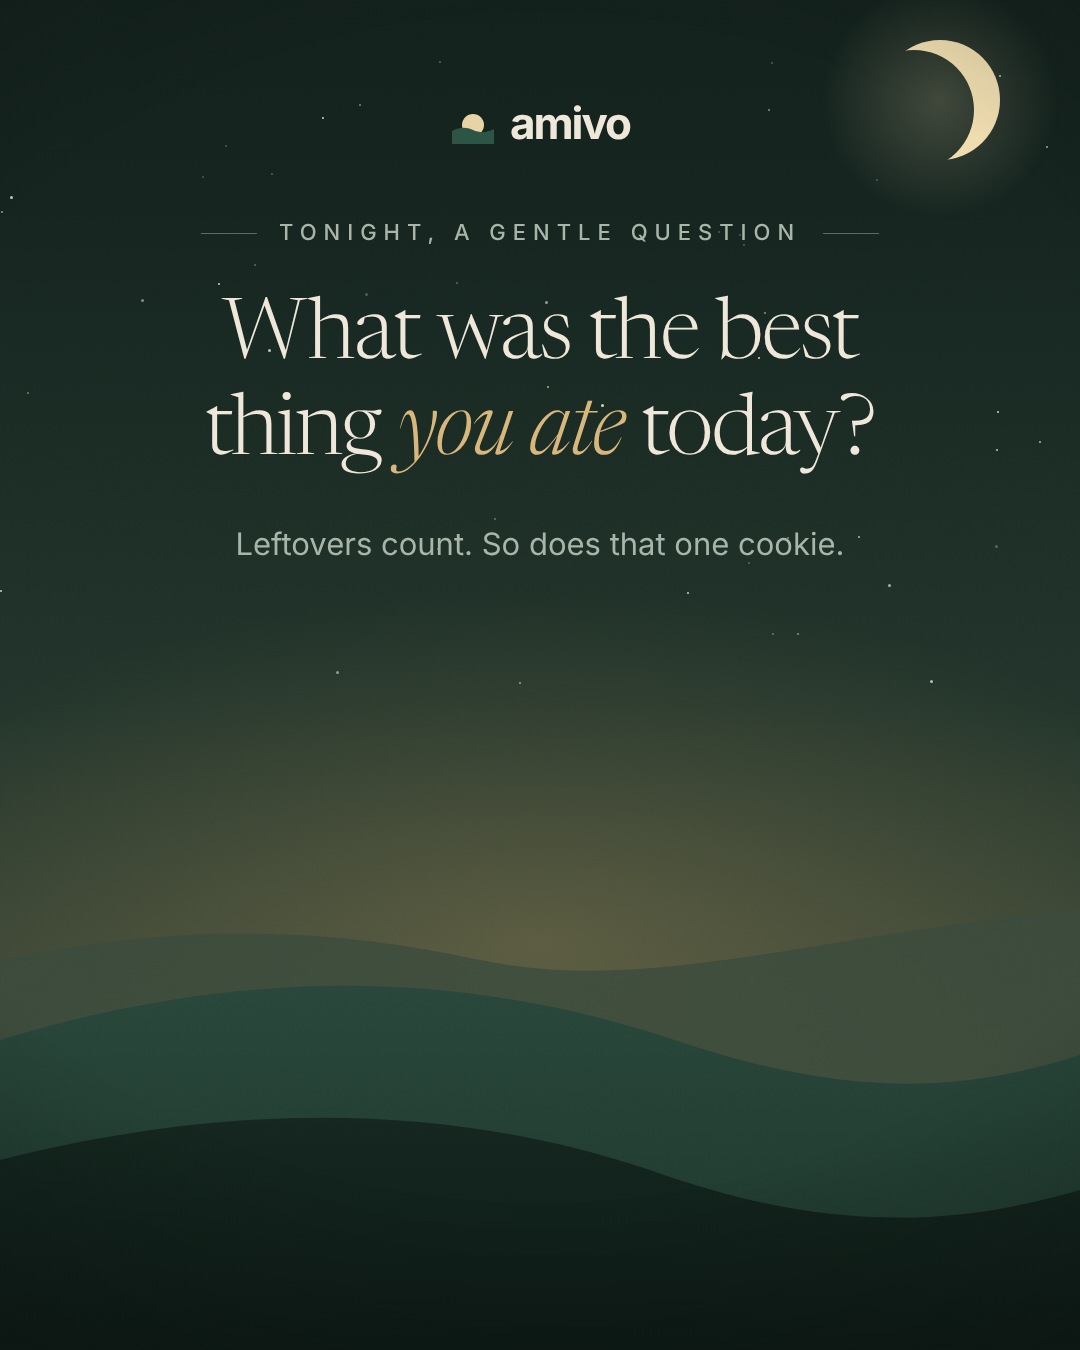 amivo
TONIGHT, A GENTLE QUESTION
What was the best
thing you ate today?
Leftovers count. So does that one cookie.